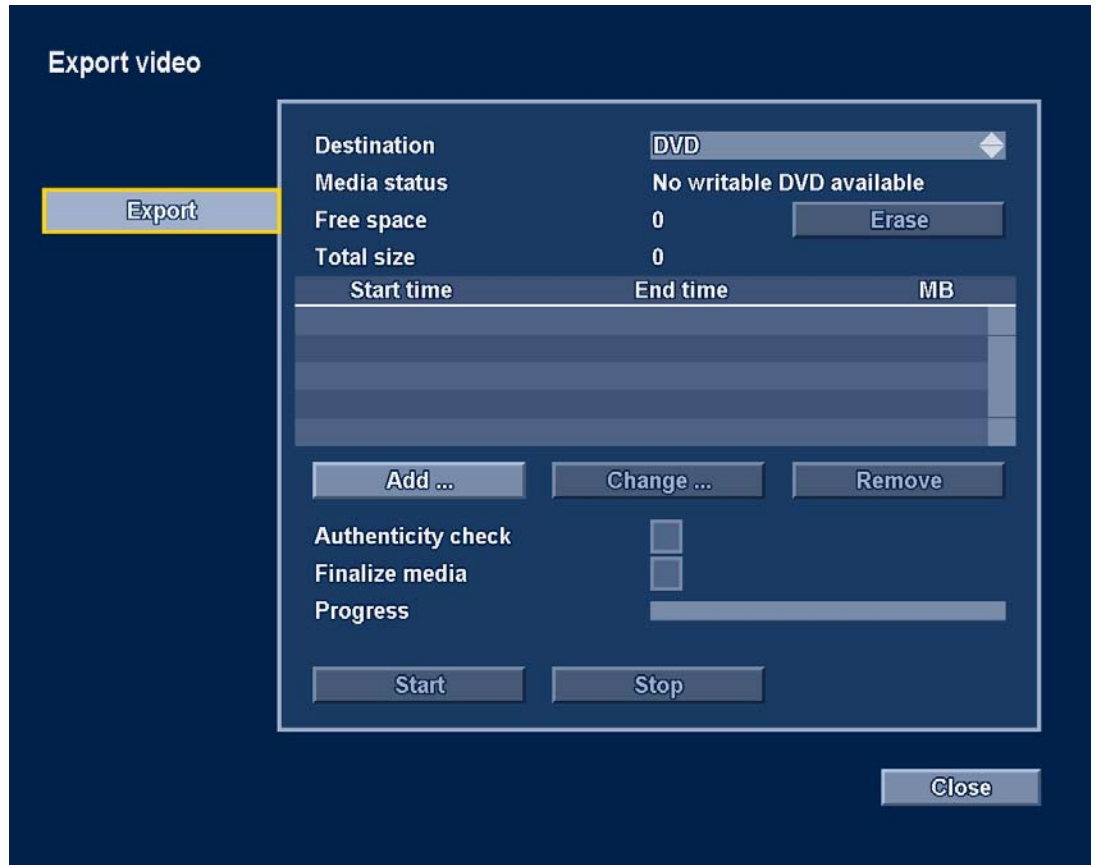 Export video
Export
Destination DVD
Media status No writable DVD available
Free space 0 Erase
Total size 0
Start time End time MB
Add ... Change ... Remove
Authenticity check
Finalize media
Progress
Start Stop
Close